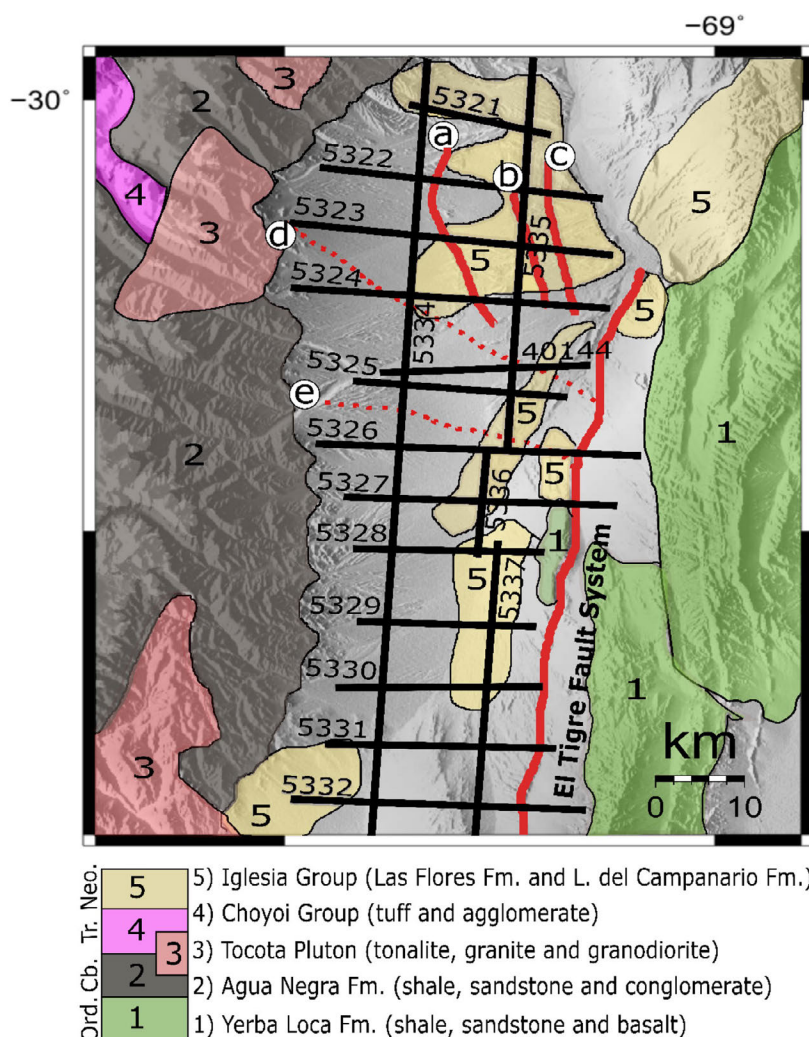 −69°
−30°
5321
3
2
a
c
5322
b
4
5
3
5323
5335
d
5
5324
5334
5
40144
5325
e
5
5326
1
2
5
5327
5336
5328
1
5
5337
5329
El Tigre Fault System
5330
1
km
5331
3
5332
5
0 10
Neo.
Tr.
Cb.
Ord.
5 5) Iglesia Group (Las Flores Fm. and L. del Campanario Fm.)
4 4) Choyoi Group (tuff and agglomerate)
3 3) Tocota Pluton (tonalite, granite and granodiorite)
2 2) Agua Negra Fm. (shale, sandstone and conglomerate)
1 1) Yerba Loca Fm. (shale, sandstone and basalt)